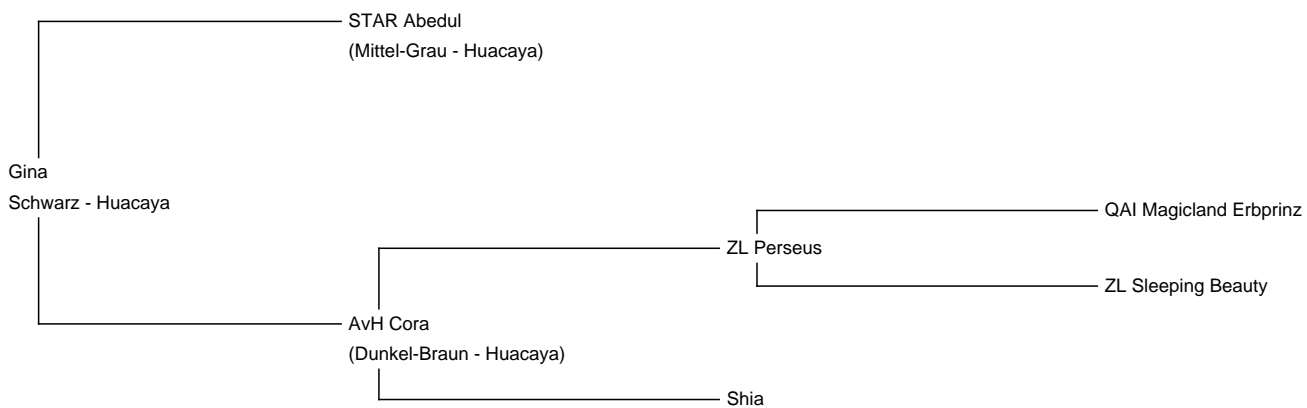 STAR Abedul
(Mittel-Grau - Huacaya)
Gina
Schwarz - Huacaya
QAI Magicland Erbprinz
ZL Perseus
ZL Sleeping Beauty
AvH Cora
(Dunkel-Braun - Huacaya)
Shia